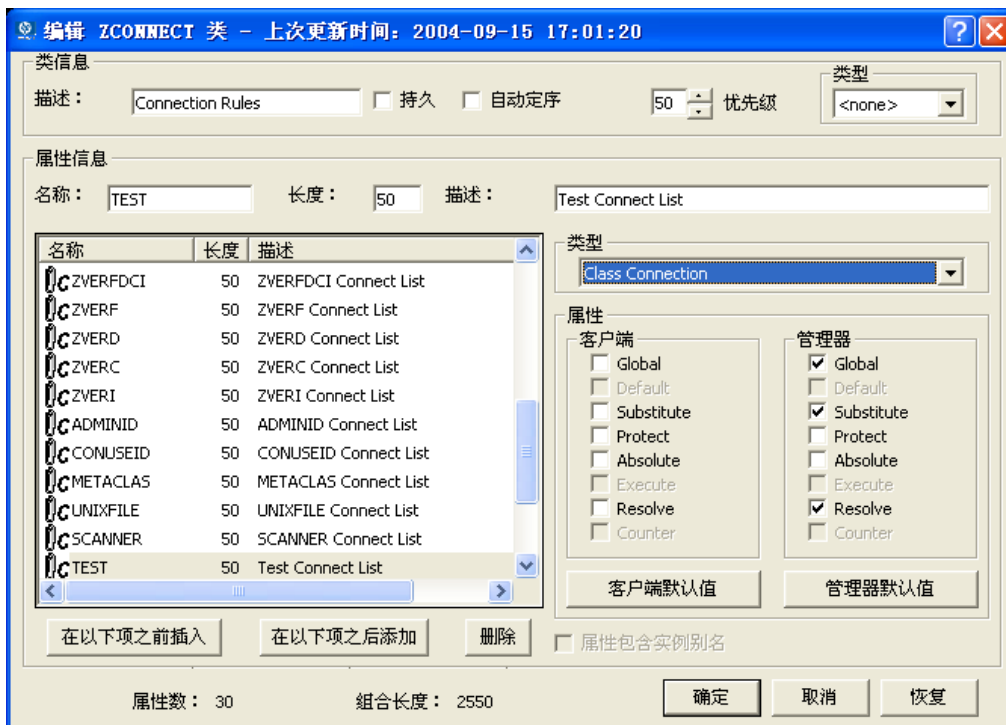 编辑 ZCONNECT 类 - 上次更新时间：2004-09-15 17:01:20
类信息
描述：
Connection Rules
持久
自动定序
50
优先级
类型
<none>
属性信息
名称：
TEST
长度：
50
描述：
Test Connect List
名称 长度 描述
ZVERFDCI 50 ZVERFDCI Connect List
ZVERF 50 ZVERF Connect List
ZVERD 50 ZVERD Connect List
ZVERC 50 ZVERC Connect List
ZVERI 50 ZVERI Connect List
ADMINID 50 ADMINID Connect List
CONUSEID 50 CONUSEID Connect List
METACLAS 50 METACLAS Connect List
UNIXFILE 50 UNIXFILE Connect List
SCANNER 50 SCANNER Connect List
TEST 50 Test Connect List
类型
Class Connection
属性
客户端
Global
Default
Substitute
Protect
Absolute
Execute
Resolve
Counter
管理器
Global
Default
Substitute
Protect
Absolute
Execute
Resolve
Counter
客户端默认值
管理器默认值
在以下项之前插入
在以下项之后添加
删除
属性包含实例别名
属性数： 30
组合长度： 2550
确定
取消
恢复